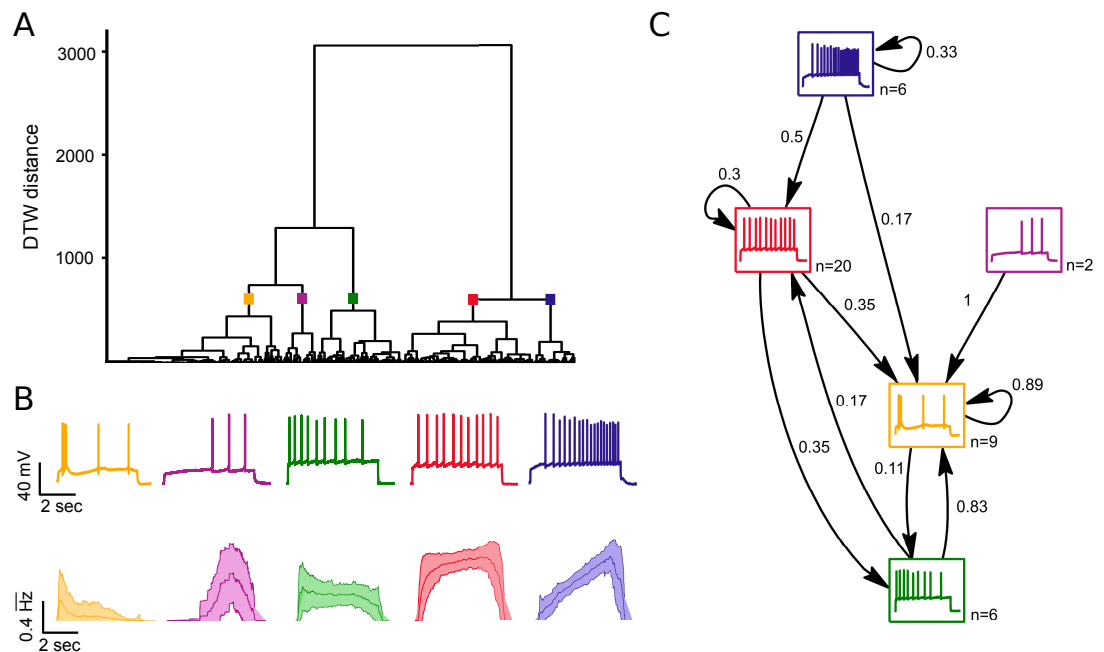 A
3000
2000
1000
DTW distance
B
40 mV
2 sec
0.4 Hz
2 sec
C
0.33
n=6
0.5
0.3
0.17
n=20
n=2
0.35
1
0.89
0.17
n=9
0.35
0.11
0.83
n=6